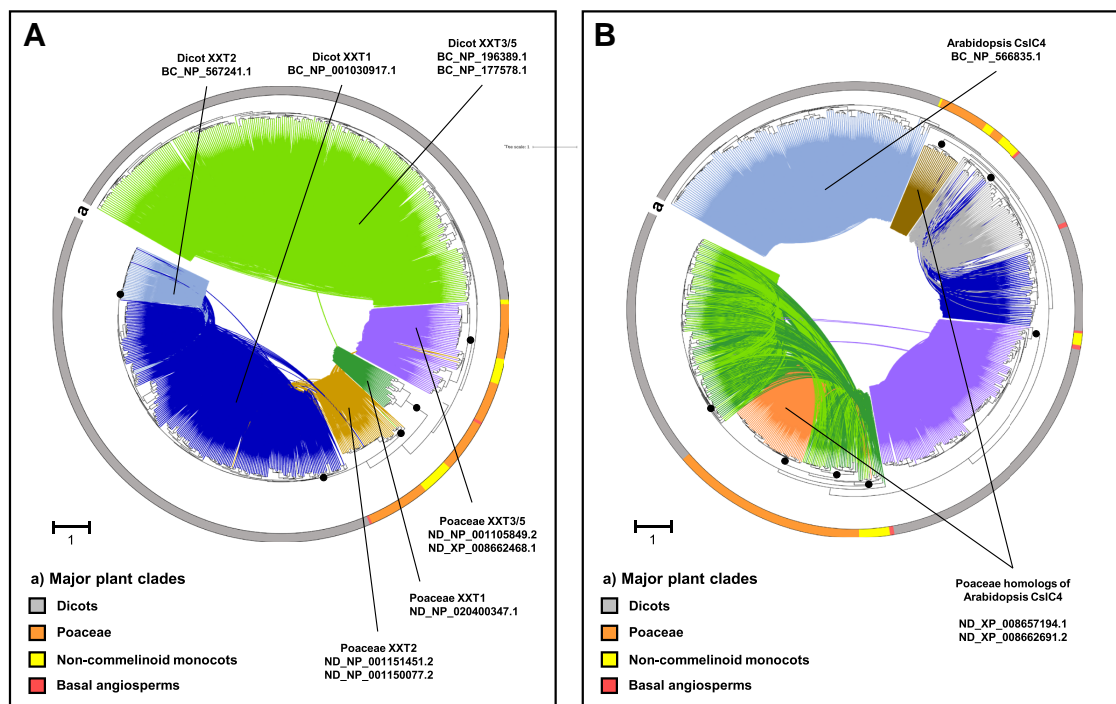 A
Dicot XXT2
BC_NP_567241.1
Dicot XXT1
BC_NP_001030917.1
Dicot XXT3/5
BC_NP_196389.1
BC_NP_177578.1
a
Poaceae XXT3/5
ND_NP_001105849.2
ND_XP_008662468.1
Poaceae XXT1
ND_NP_020400347.1
Poaceae XXT2
ND_NP_001151451.2
ND_NP_001150077.2
1
a) Major plant clades
Dicots
Poaceae
Non-commelinoid monocots
Basal angiosperms
Tree scale: 1
B
Arabidopsis CslC4
BC_NP_566835.1
a
Poaceae homologs of
Arabidopsis CslC4
ND_XP_008657194.1
ND_XP_008662691.2
1
a) Major plant clades
Dicots
Poaceae
Non-commelinoid monocots
Basal angiosperms